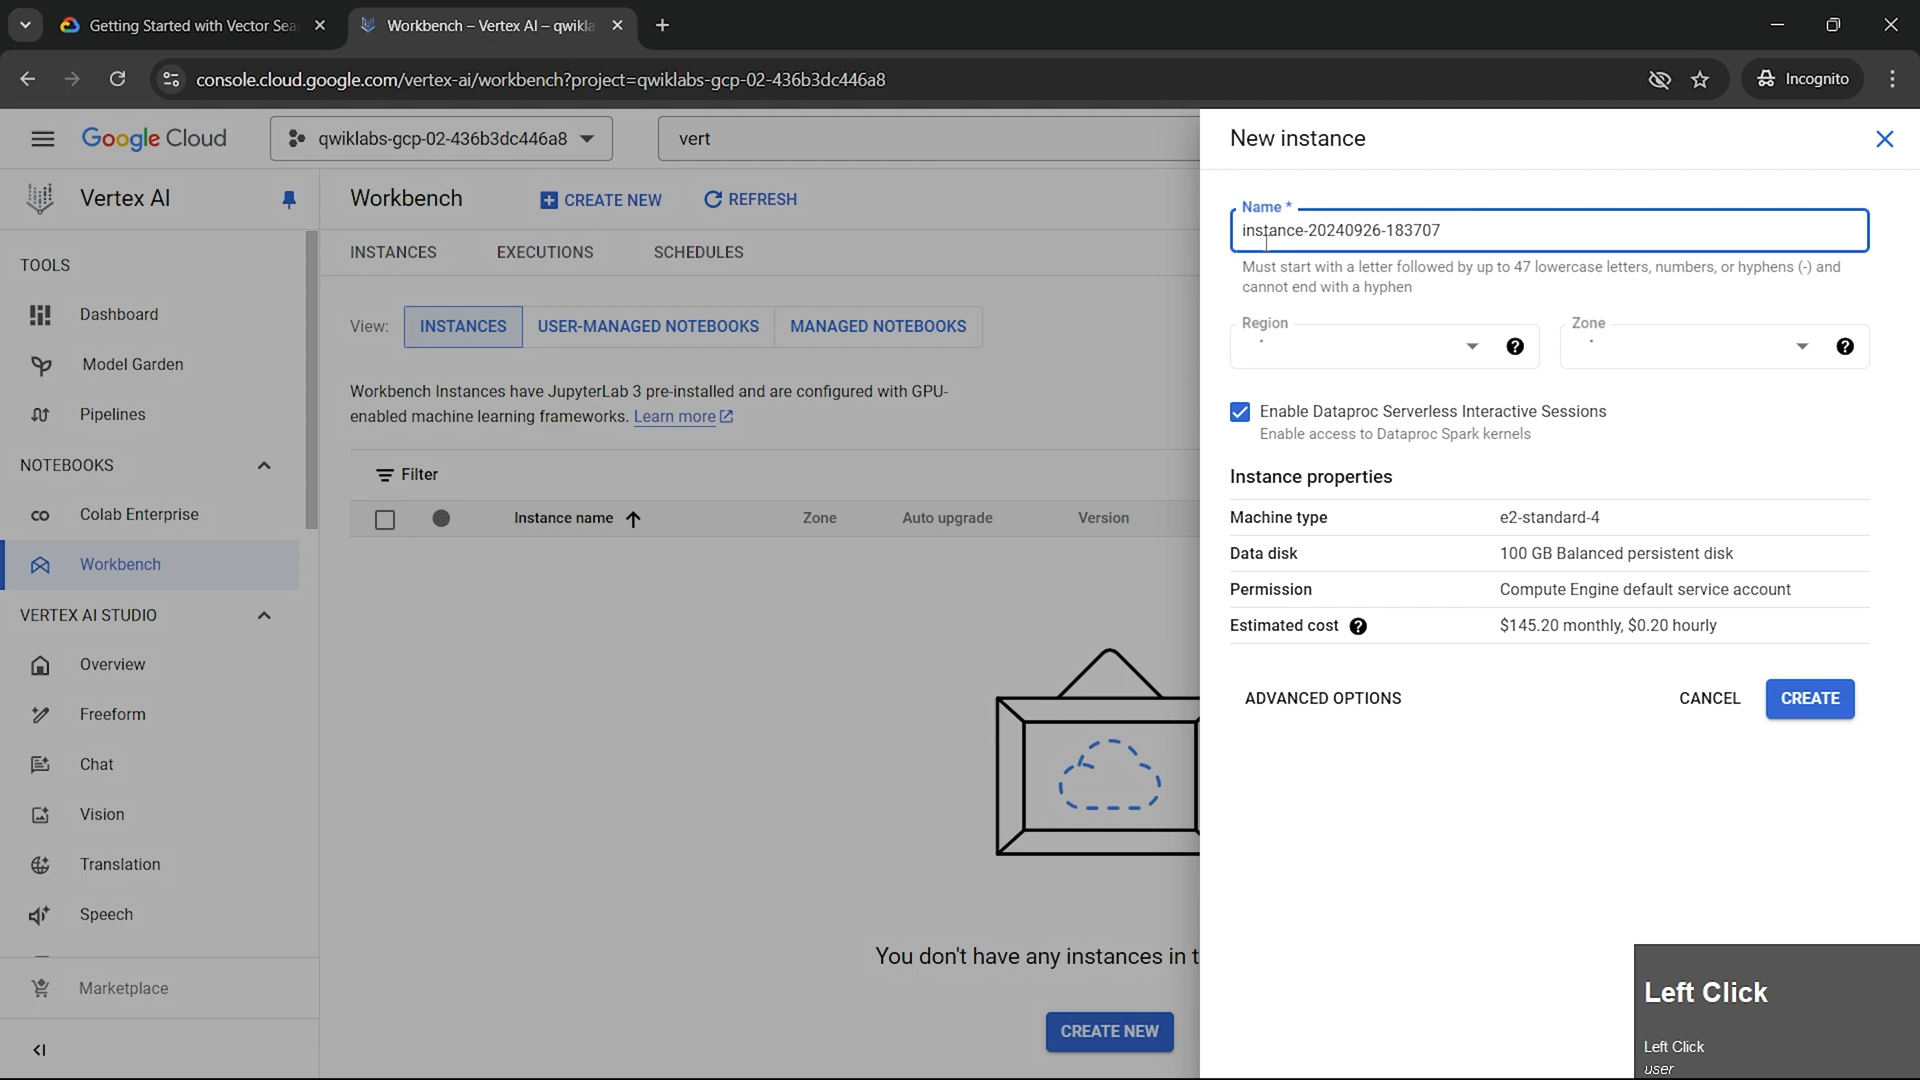 Getting Started with Vector Sea
Workbench – Vertex AI – qwikla
console.cloud.google.com/vertex-ai/workbench?project=qwiklabs-gcp-02-436b3dc446a8
Incognito
Google Cloud
qwiklabs-gcp-02-436b3dc446a8
vert
Vertex AI
TOOLS
Dashboard
Model Garden
Pipelines
NOTEBOOKS
Colab Enterprise
Workbench
VERTEX AI STUDIO
Overview
Freeform
Chat
Vision
Translation
Speech
Marketplace
Workbench
CREATE NEW
REFRESH
INSTANCES
EXECUTIONS
SCHEDULES
View:
INSTANCES
USER-MANAGED NOTEBOOKS
MANAGED NOTEBOOKS
Workbench Instances have JupyterLab 3 pre-installed and are configured with GPU-
enabled machine learning frameworks. Learn more
Filter
Instance name
Zone
Auto upgrade
Version
You don't have any instances in t
CREATE NEW
New instance
Name *
instance-20240926-183707
Must start with a letter followed by up to 47 lowercase letters, numbers, or hyphens (-) and
cannot end with a hyphen
Region
Zone
Enable Dataproc Serverless Interactive Sessions
Enable access to Dataproc Spark kernels
Instance properties
Machine type e2-standard-4
Data disk 100 GB Balanced persistent disk
Permission Compute Engine default service account
Estimated cost $145.20 monthly, $0.20 hourly
ADVANCED OPTIONS
CANCEL
CREATE
Left Click
Left Click
user